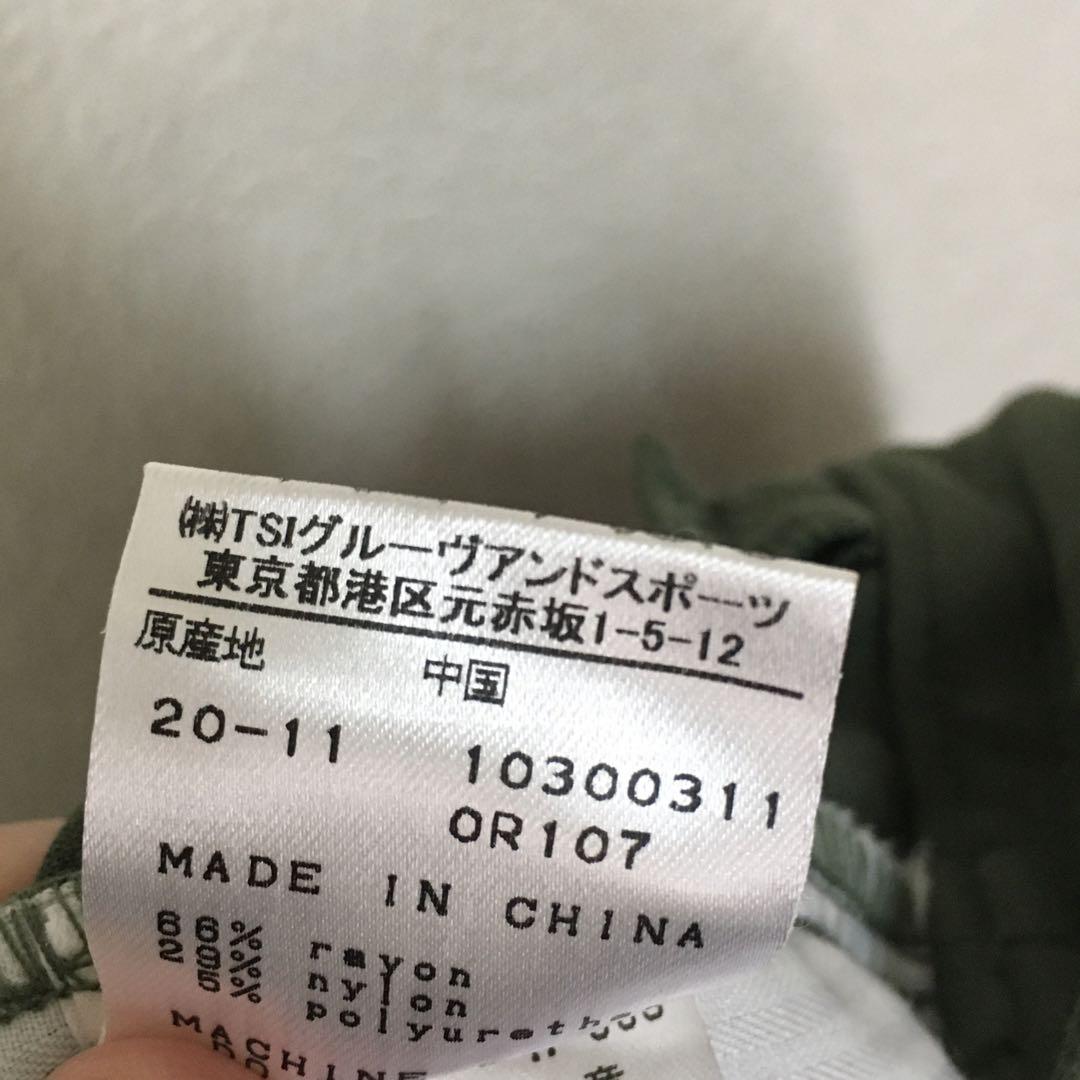 ㈱TSIグルーヴアンドスポーツ
東京都港区元赤坂1-5-12
原産地 中国
20-11 10300311
0R107
MADE IN CHINA
66% rayon
29% nylon
5% polyureth
MACHINE